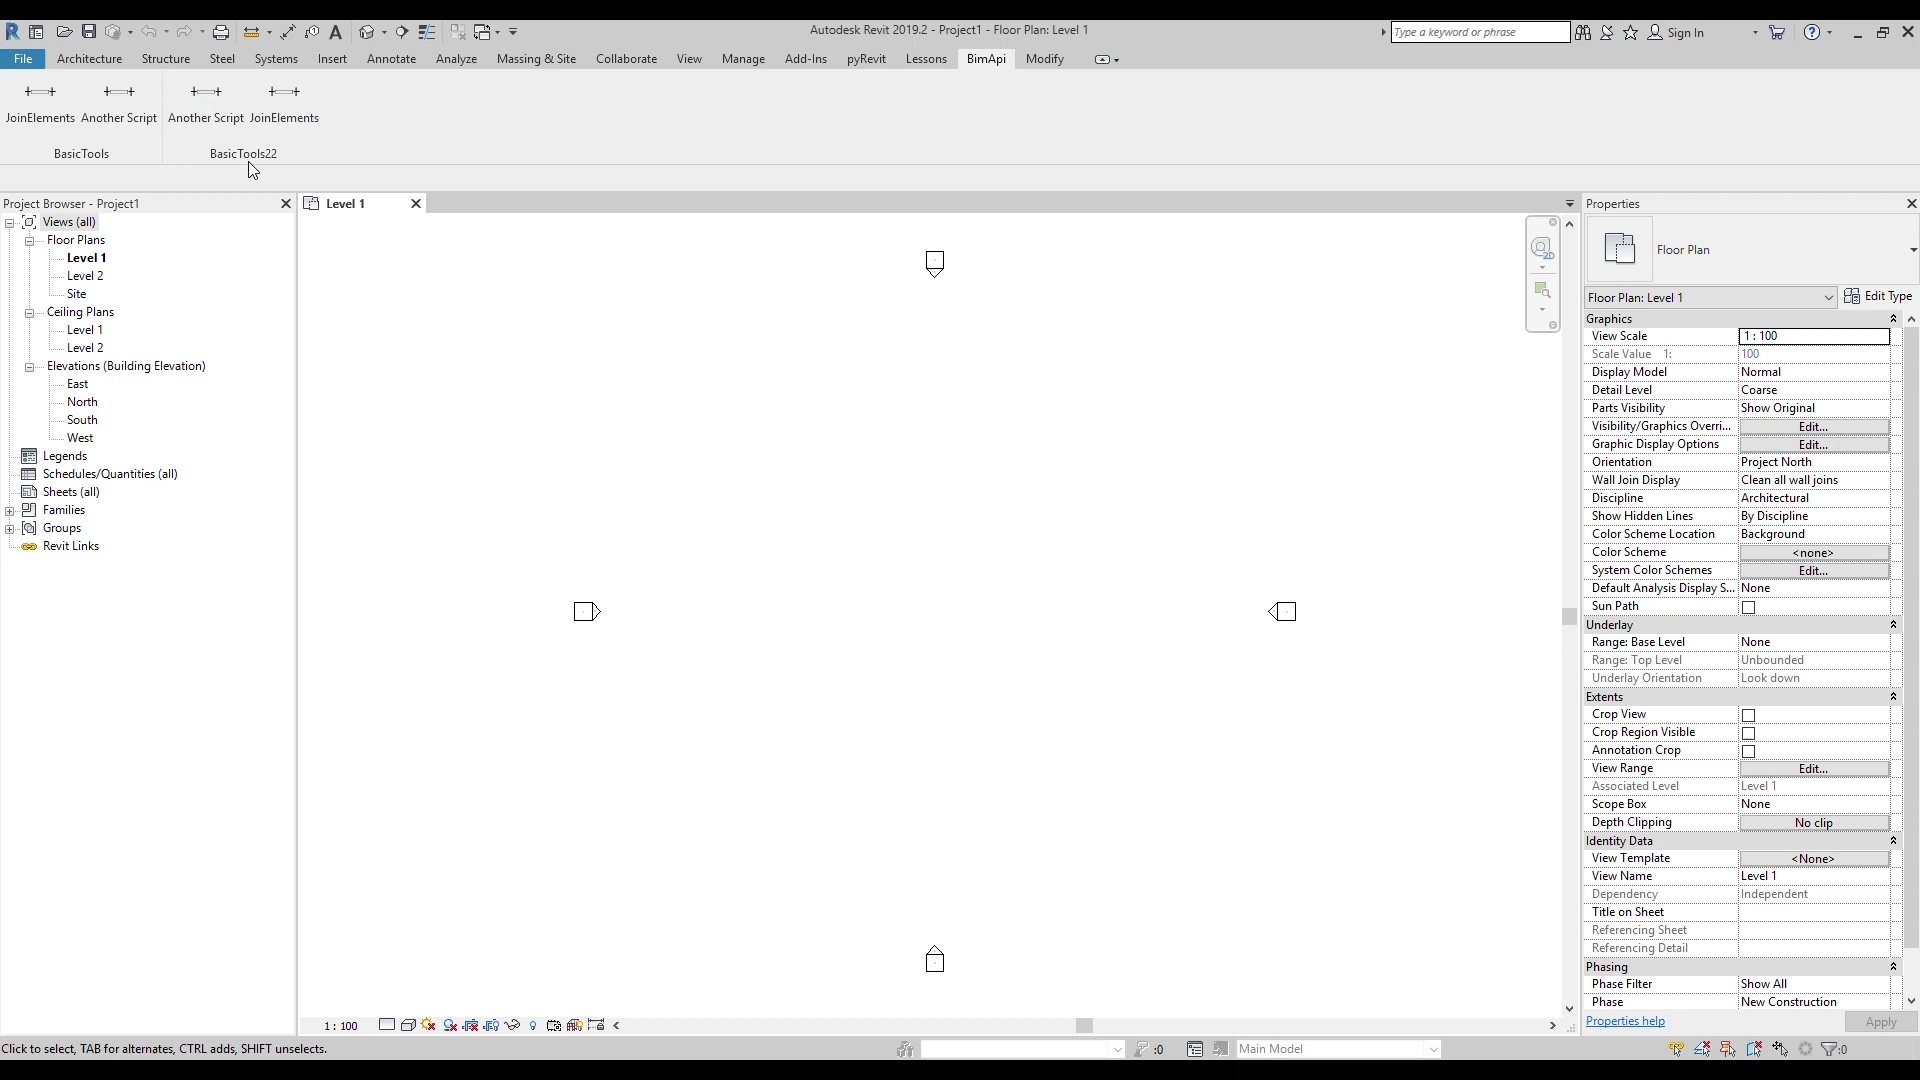 Autodesk Revit 2019.2 - Project1 - Floor Plan: Level 1
Type a keyword or phrase
Sign In
File Architecture Structure Steel Systems Insert Annotate Analyze Massing & Site Collaborate View Manage Add-Ins pyRevit Lessons BimApi Modify
JoinElements Another Script Another Script JoinElements
BasicTools BasicTools22
Project Browser - Project1
Views (all)
Floor Plans
Level 1
Level 2
Site
Ceiling Plans
Level 1
Level 2
Elevations (Building Elevation)
East
North
South
West
Legends
Schedules/Quantities (all)
Sheets (all)
Families
Groups
Revit Links
Level 1
2D
1 : 100
Properties
Floor Plan
Floor Plan: Level 1 Edit Type
Graphics
View Scale 1 : 100
Scale Value 1: 100
Display Model Normal
Detail Level Coarse
Parts Visibility Show Original
Visibility/Graphics Overri... Edit...
Graphic Display Options Edit...
Orientation Project North
Wall Join Display Clean all wall joins
Discipline Architectural
Show Hidden Lines By Discipline
Color Scheme Location Background
Color Scheme <none>
System Color Schemes Edit...
Default Analysis Display S... None
Sun Path
Underlay
Range: Base Level None
Range: Top Level Unbounded
Underlay Orientation Look down
Extents
Crop View
Crop Region Visible
Annotation Crop
View Range Edit...
Associated Level Level 1
Scope Box None
Depth Clipping No clip
Identity Data
View Template <None>
View Name Level 1
Dependency Independent
Title on Sheet
Referencing Sheet
Referencing Detail
Phasing
Phase Filter Show All
Phase New Construction
Properties help Apply
Click to select, TAB for alternates, CTRL adds, SHIFT unselects.
:0
Main Model
:0